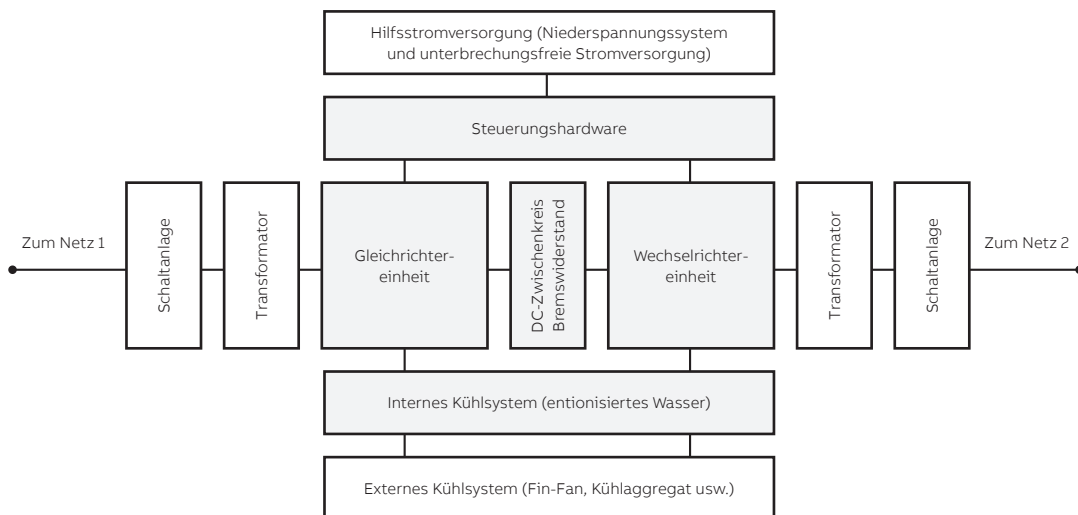 Hilfsstromversorgung (Niederspannungssystem
und unterbrechungsfreie Stromversorgung)
Steuerungshardware
Zum Netz 1
Schaltanlage
Transformator
Gleichrichter-
einheit
DC-Zwischenkreis
Bremswiderstand
Wechselrichter-
einheit
Transformator
Schaltanlage
Zum Netz 2
Internes Kühlsystem (entionisiertes Wasser)
Externes Kühlsystem (Fin-Fan, Kühlaggregat usw.)